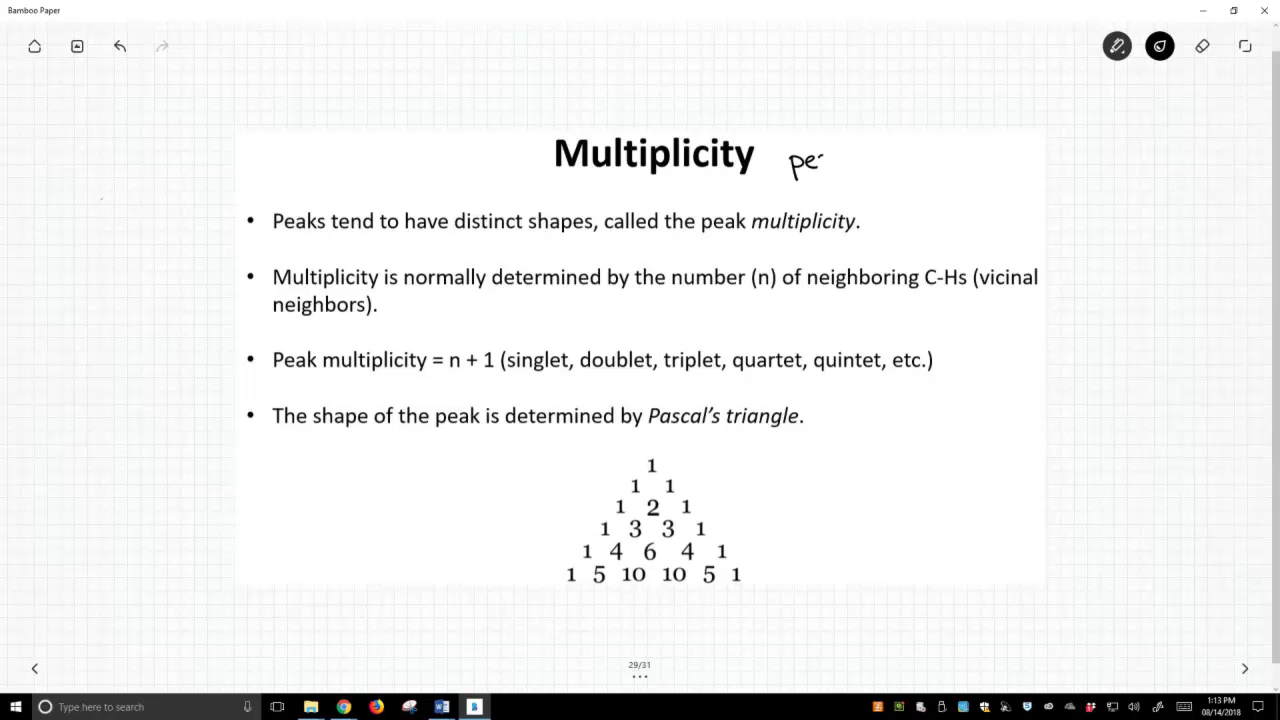 Bamboo Paper
Multiplicity pe
• Peaks tend to have distinct shapes, called the peak multiplicity.
• Multiplicity is normally determined by the number (n) of neighboring C-Hs (vicinal
neighbors).
• Peak multiplicity = n + 1 (singlet, doublet, triplet, quartet, quintet, etc.)
• The shape of the peak is determined by Pascal’s triangle.
1
1 1
1 2 1
1 3 3 1
1 4 6 4 1
1 5 10 10 5 1
29/31
Type here to search
1:13 PM
08/14/2018